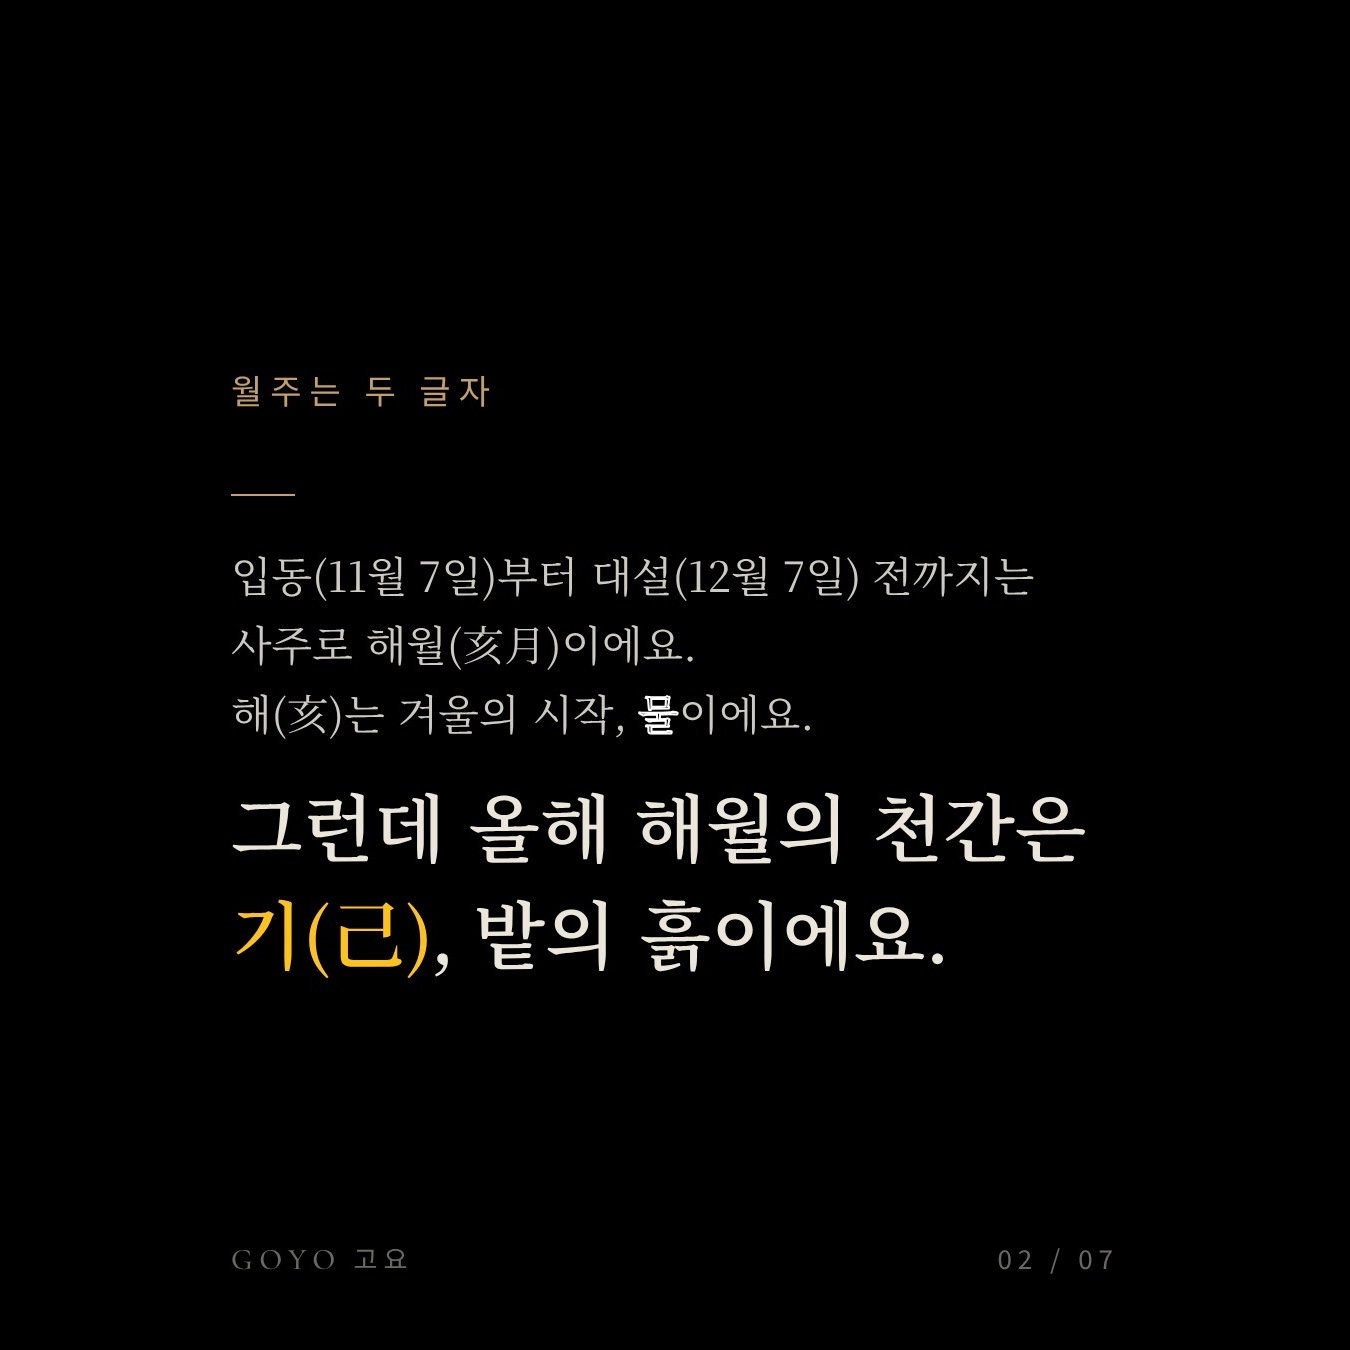 월주는 두 글자
입동(11월 7일)부터 대설(12월 7일) 전까지는
사주로 해월(亥月)이에요.
해(亥)는 겨울의 시작, 물이에요.
그런데 올해 해월의 천간은
기(己), 밭의 흙이에요.
GOYO 고요
02 / 07